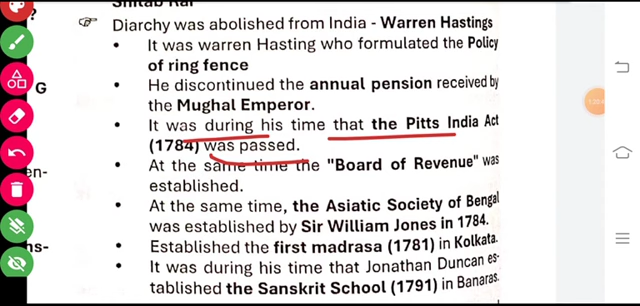 Shitab Rai
?
☞ Diarchy was abolished from India - Warren Hastings
• It was warren Hasting who formulated the Policy
of ring fence
G
• He discontinued the annual pension received by
the Mughal Emperor.
• It was during his time that the Pitts India Act
(1784) was passed.
en-
• At the same time the "Board of Revenue" was
established.
• At the same time, the Asiatic Society of Bengal
was established by Sir William Jones in 1784.
ns-
• Established the first madrasa (1781) in Kolkata.
• It was during his time that Jonathan Duncan es-
tablished the Sanskrit School (1791) in Banaras.